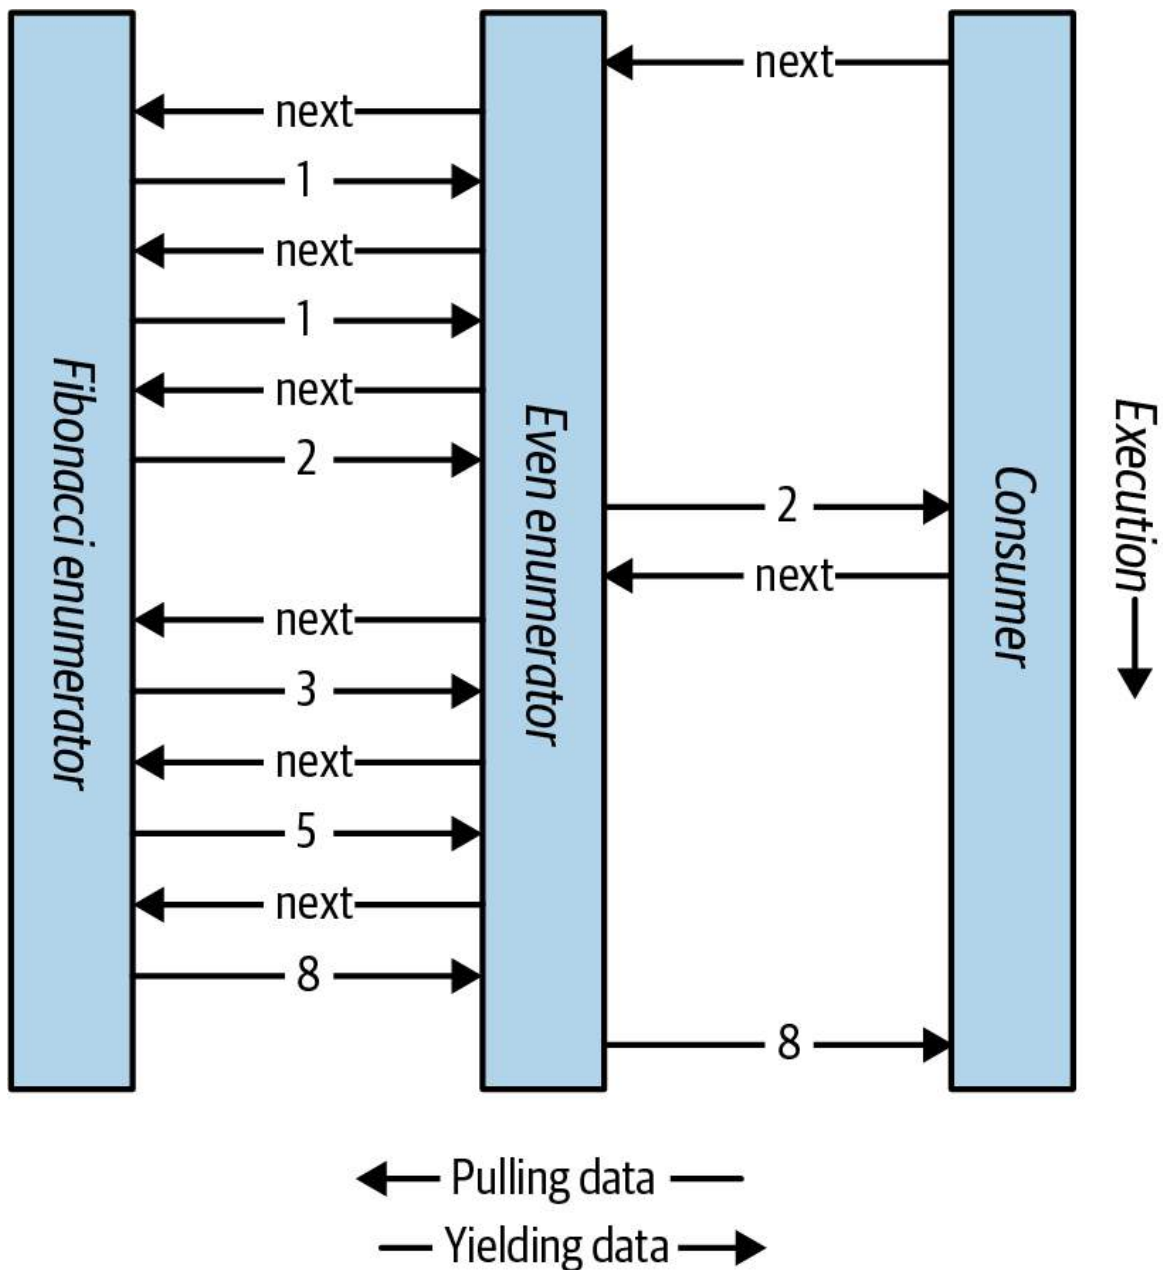 next
next
1
next
1
next
2
2
next
next
3
next
5
next
8
8
Fibonacci enumerator
Even enumerator
Consumer
Execution
Pulling data
Yielding data